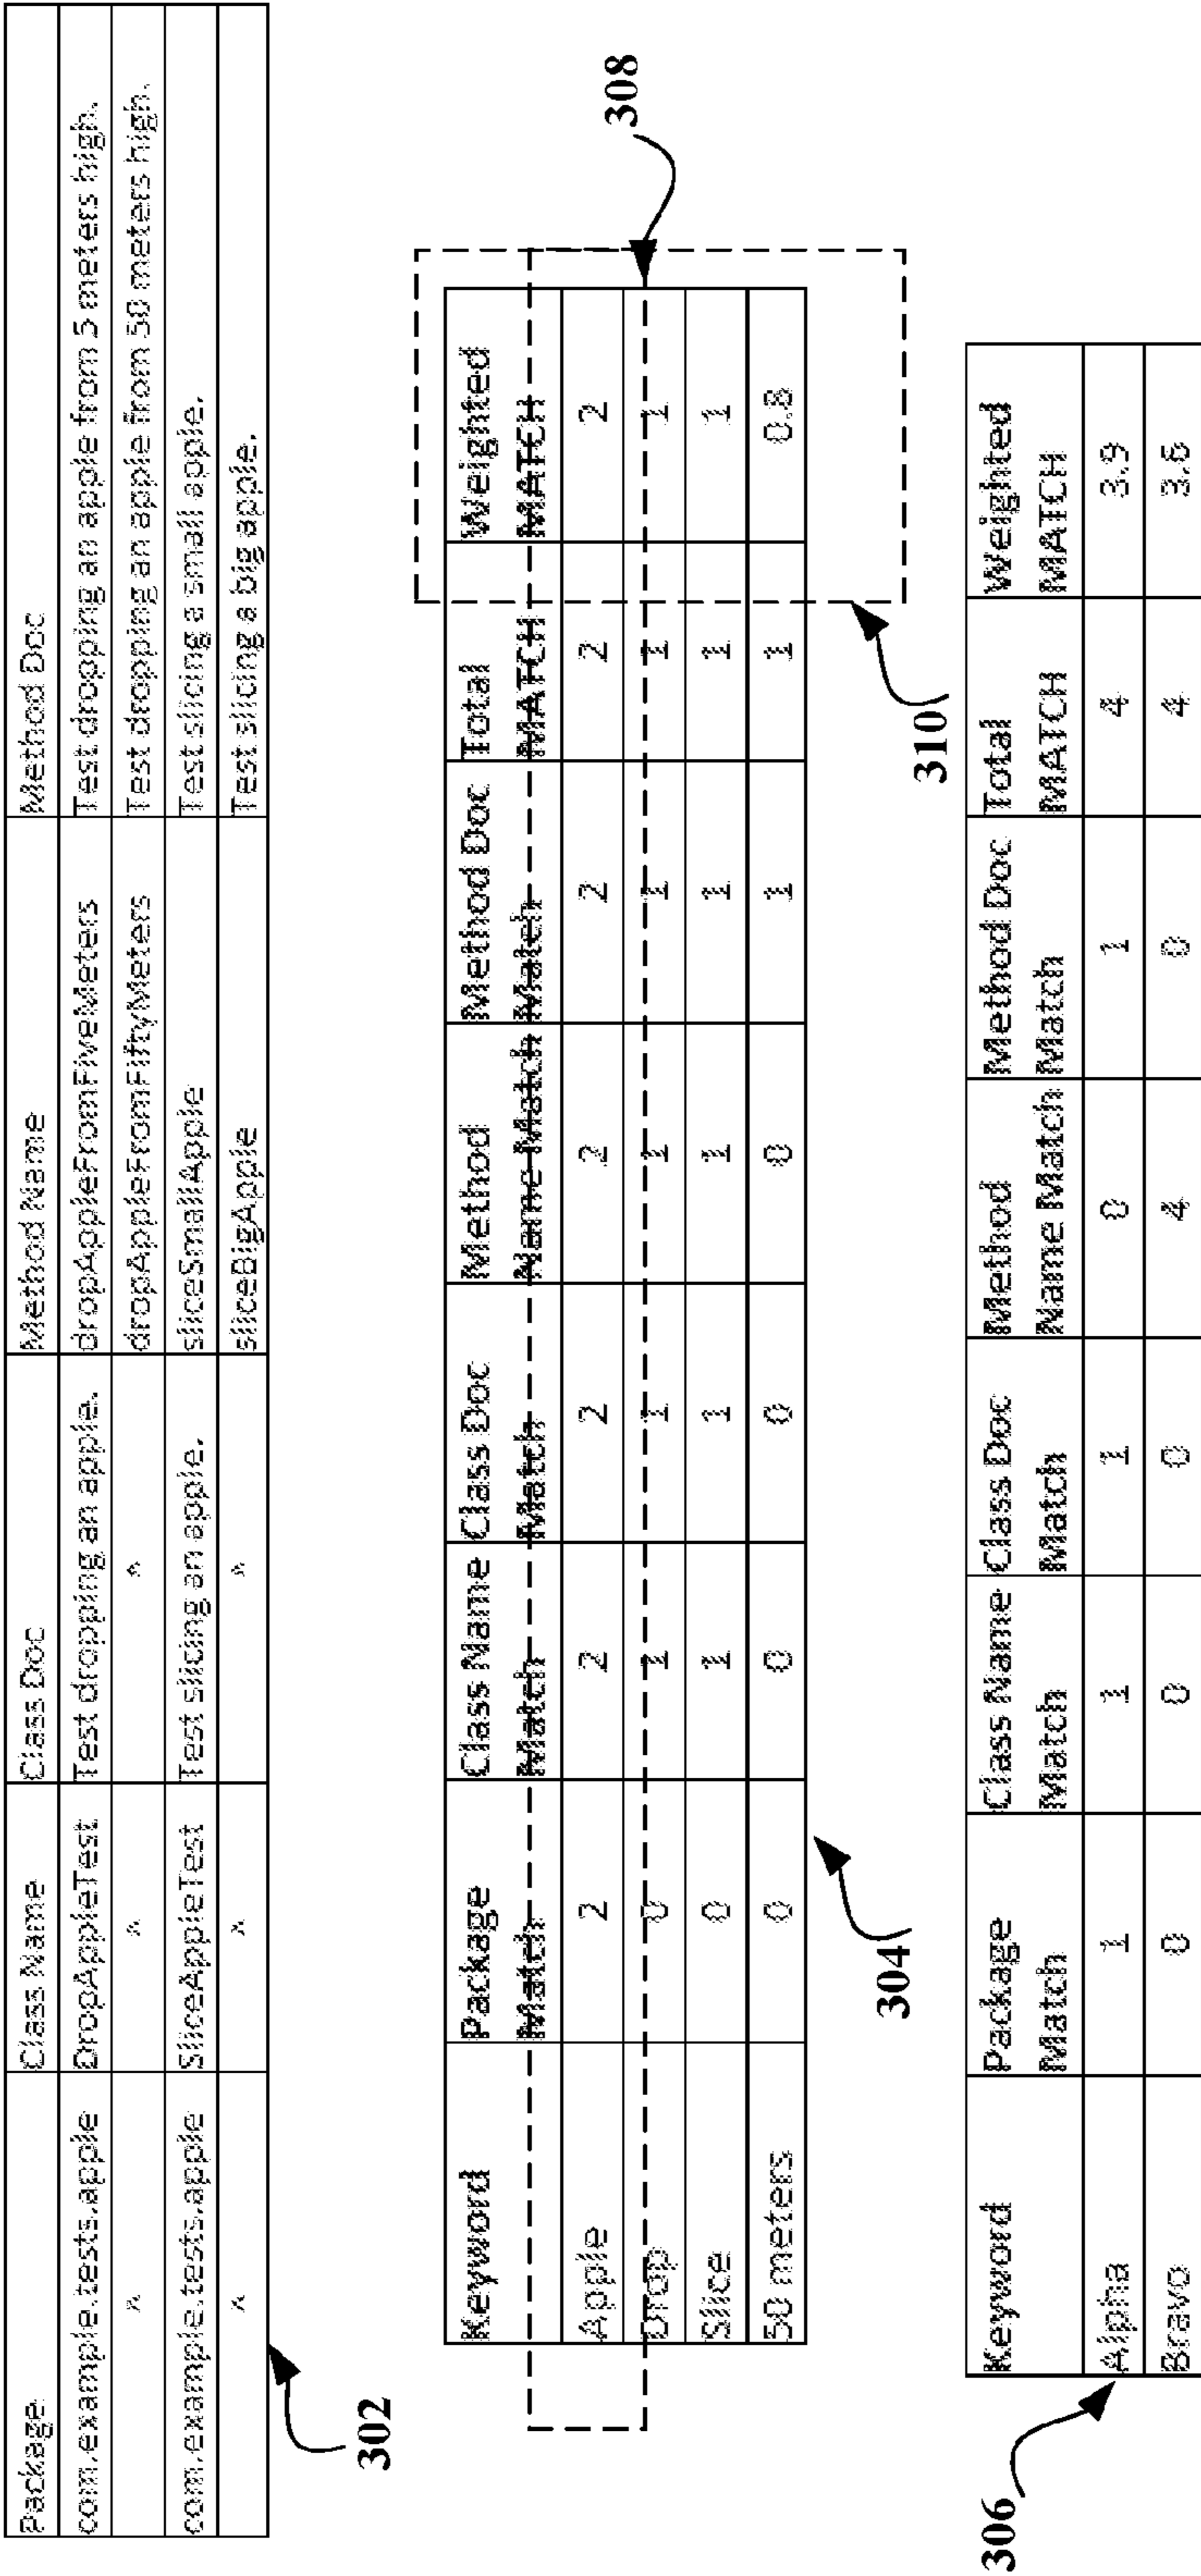 Package Class Name Class Doc Method Name Method Doc
com.example.tests.apple DropAppleTest Test dropping an apple. dropAppleFromFiveMeters Test dropping an apple from 5 meters high.
^ ^ ^ dropAppleFromFiftyMeters Test dropping an apple from 50 meters high.
com.example.tests.apple SliceAppleTest Test slicing an apple. sliceSmallApple Test slicing a small apple.
^ ^ ^ sliceBigApple Test slicing a big apple.
302
308
Keyword Package Match Class Name Match Class Doc Match Method Name Match Method Doc Match Total MATCH Weighted MATCH
Apple 2 2 2 2 2 2 2
Drop 0 1 1 1 1 1 1
Slice 0 1 1 1 1 1 1
50 meters 0 0 0 0 1 1 0.8
304
310
Keyword Package Match Class Name Match Class Doc Match Method Name Match Method Doc Match Total MATCH Weighted MATCH
Alpha 1 1 1 0 1 4 3.9
Bravo 0 0 0 4 0 4 3.6
306